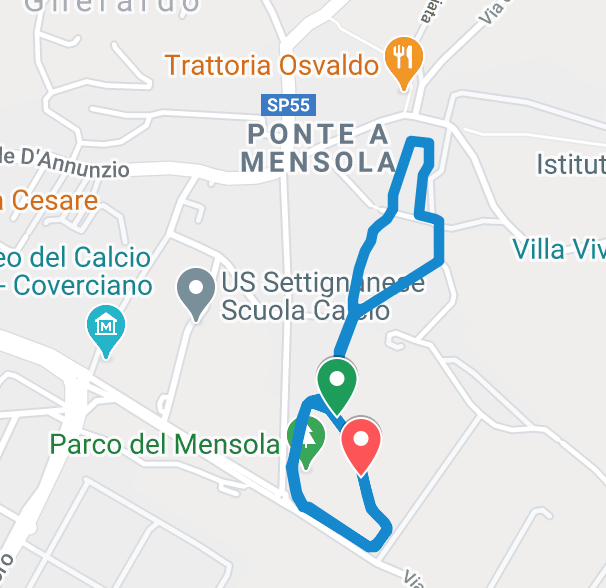 Gherardo
Via
Trattoria Osvaldo
SP55
PONTE A
MENSOLA
le D'Annunzio
a Cesare
Istitut
eo del Calcio
- Coverciano
US Settignanese
Scuola Calcio
Villa Viv
M
Parco del Mensola
Via